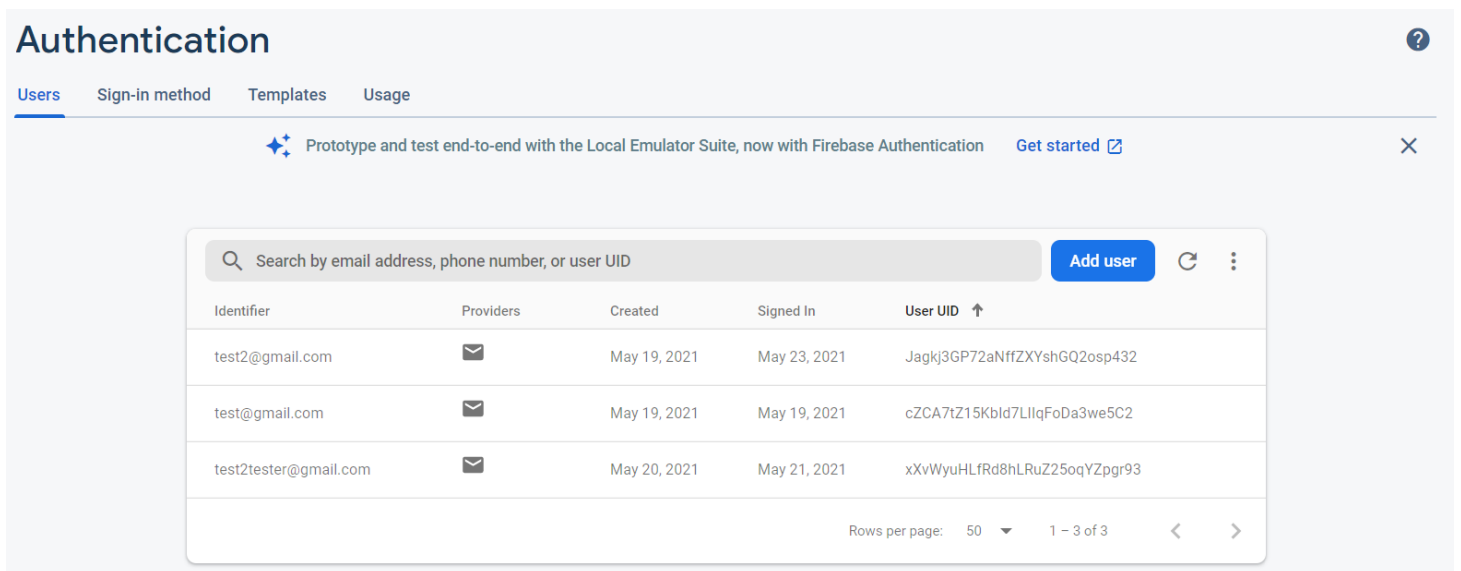 Authentication
Users Sign-in method Templates Usage
Prototype and test end-to-end with the Local Emulator Suite, now with Firebase Authentication Get started
Search by email address, phone number, or user UID Add user
Identifier Providers Created Signed In User UID
test2@gmail.com May 19, 2021 May 23, 2021 Jagkj3GP72aNffZXYshGQ2osp432
test@gmail.com May 19, 2021 May 19, 2021 cZCA7tZ15KbId7LIIqFoDa3we5C2
test2tester@gmail.com May 20, 2021 May 21, 2021 xXvWyuHLfRd8hLRuZ25oqYZpgr93
Rows per page: 50 1 – 3 of 3